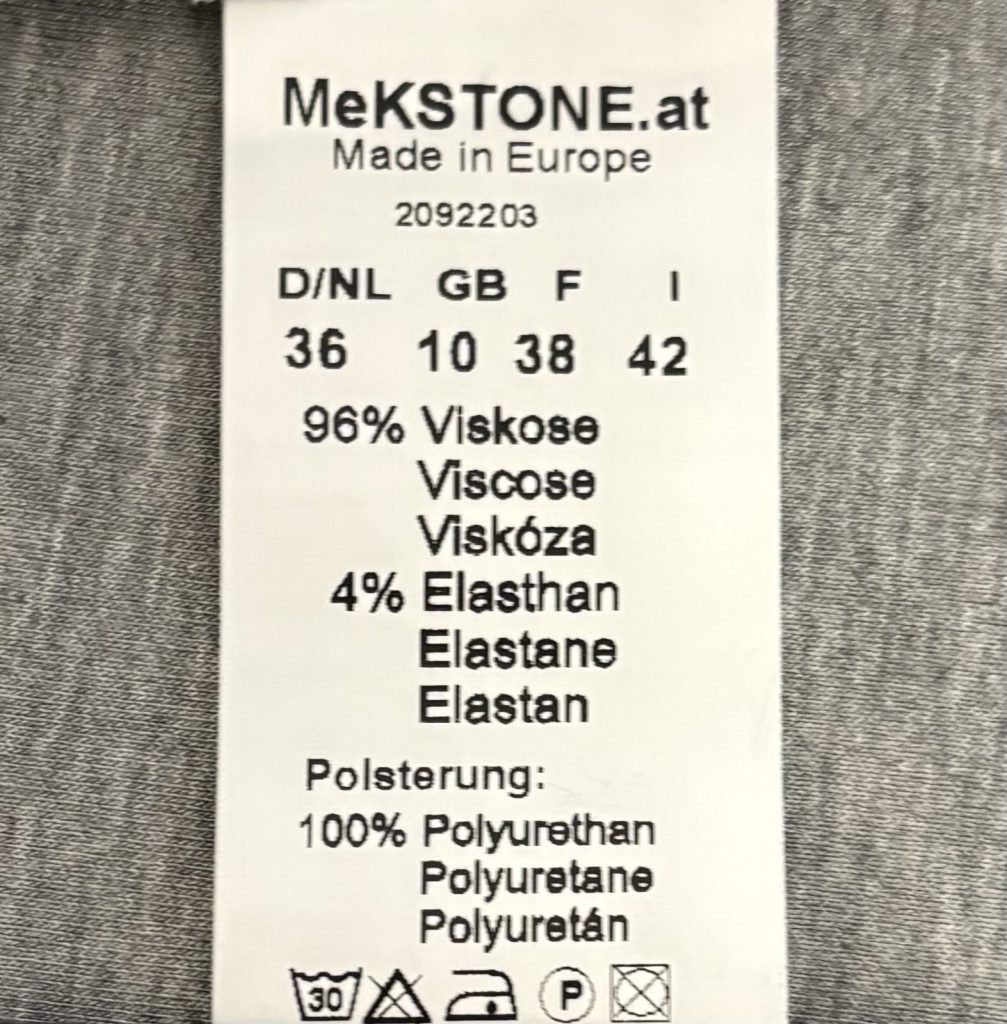 MeKSTONE.at
Made in Europe
2092203
D/NL GB F I
36 10 38 42
96% Viskose
Viscose
Viskóza
4% Elasthan
Elastane
Elastan
Polsterung:
100% Polyurethan
Polyuretane
Polyuretán
30 P